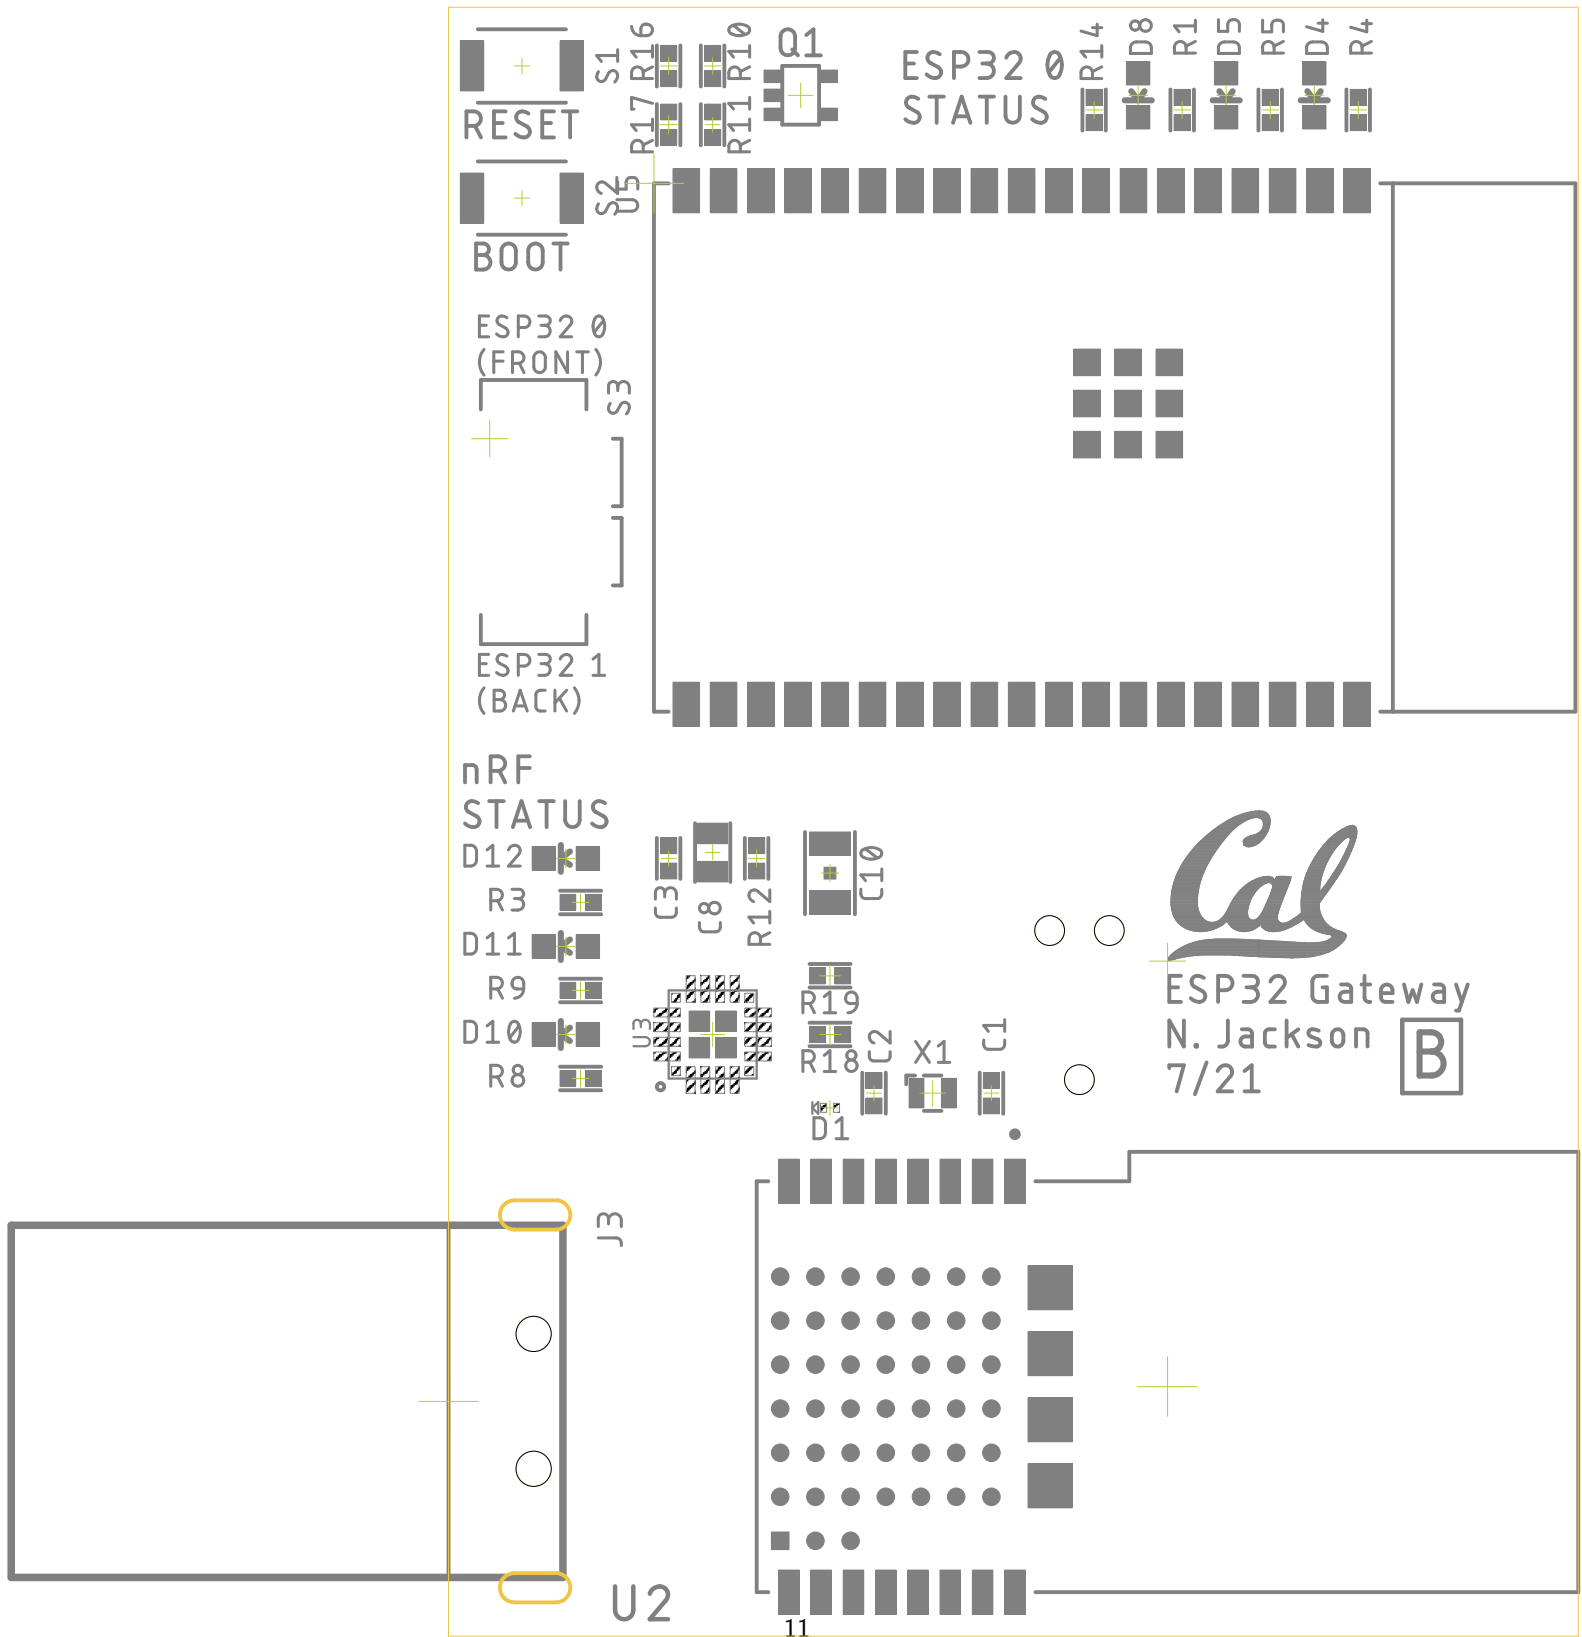 R16
R10
Q1
ESP32 0
STATUS
R14
D8
R1
D5
R5
D4
R4
S1
RESET
R17
R11
S2
U5
BOOT
ESP32 0
(FRONT)
S3
ESP32 1
(BACK)
nRF
STATUS
D12
R3
D11
R9
D10
R8
C3
C8
R12
C10
Cal
U3
R19
R18
C2
X1
C1
D1
ESP32 Gateway
N. Jackson
7/21
B
J3
U2
11